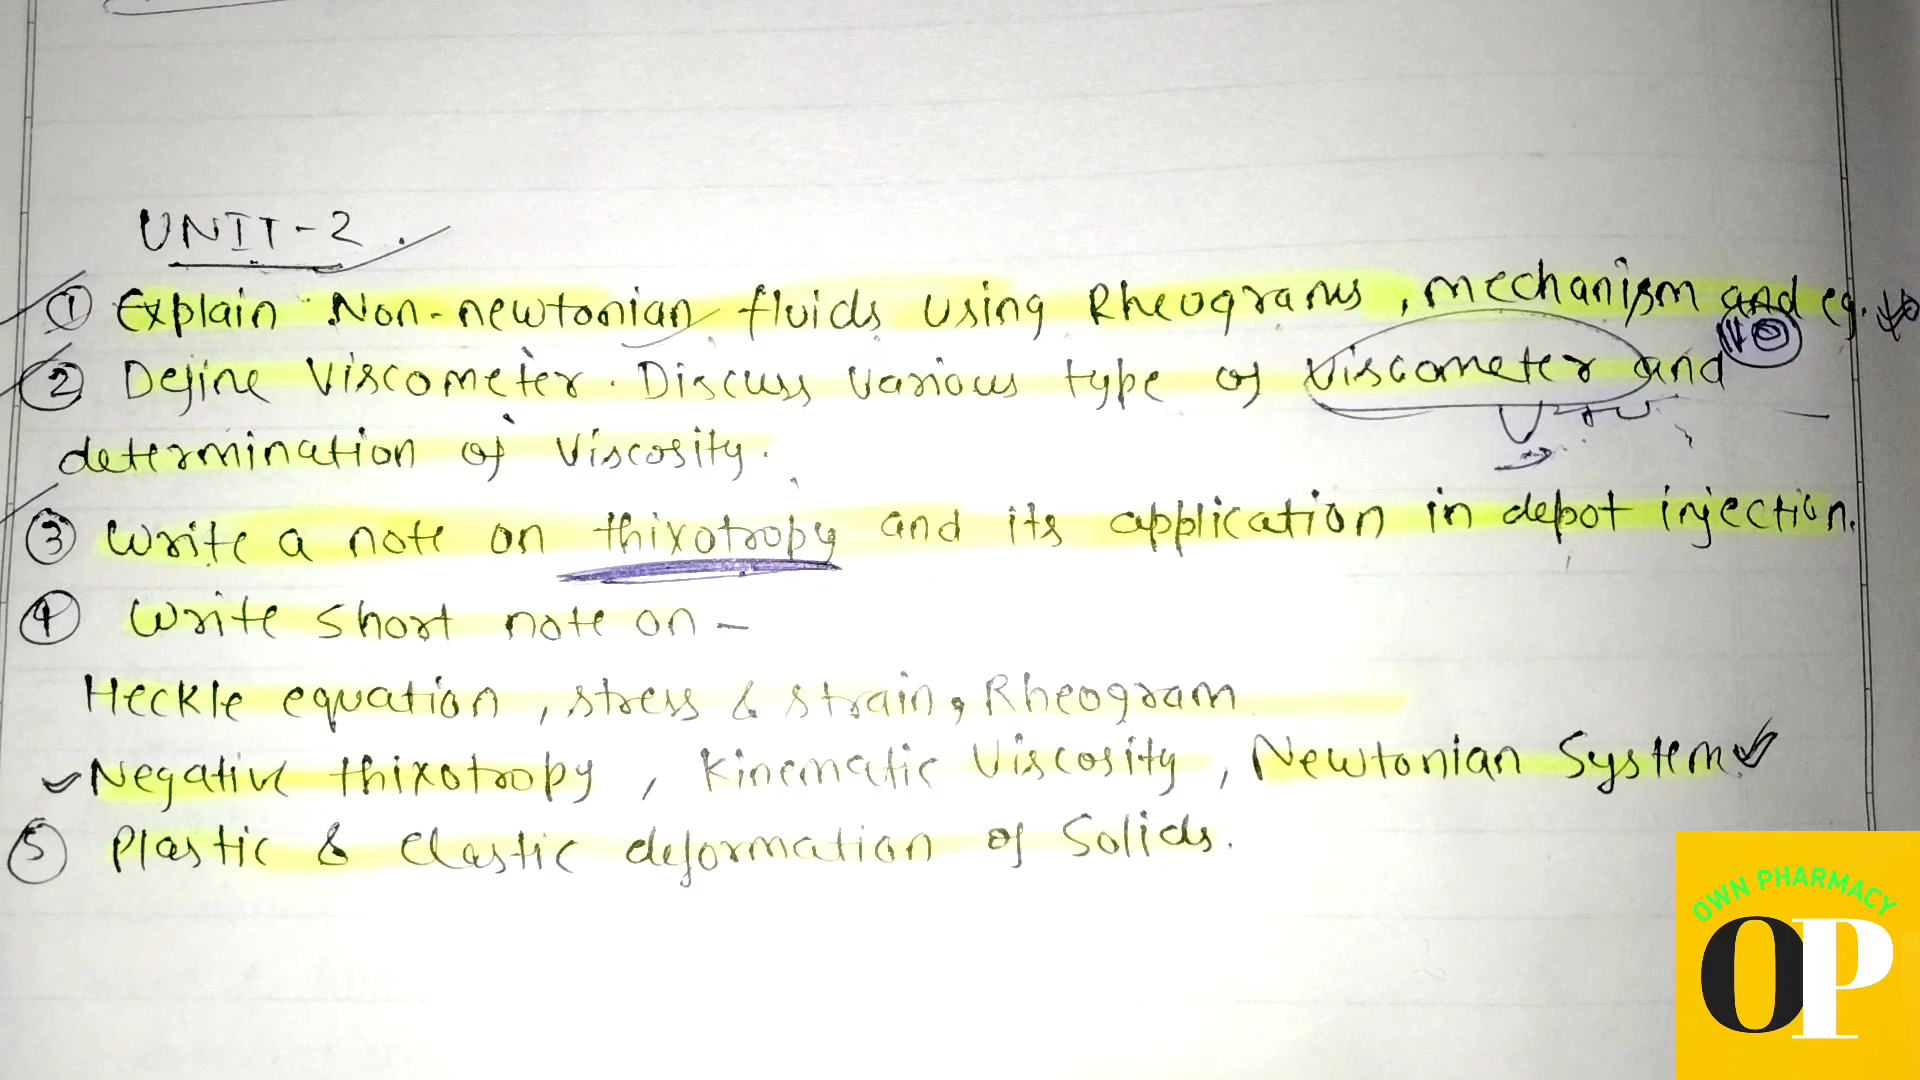 UNIT-2.
① Explain Non-newtonian fluids using Rheograms, mechanism and eg.
② Define Viscometer. Discuss various type of viscometer and
determination of viscosity.
③ Write a note on thixotropy and its application in depot injection.
④ Write short note on -
Heckle equation, stress & strain, Rheogram
Negative thixotropy, Kinematic Viscosity, Newtonian System.
⑤ Plastic & Elastic deformation of Solids.
OWN PHARMACY
OP